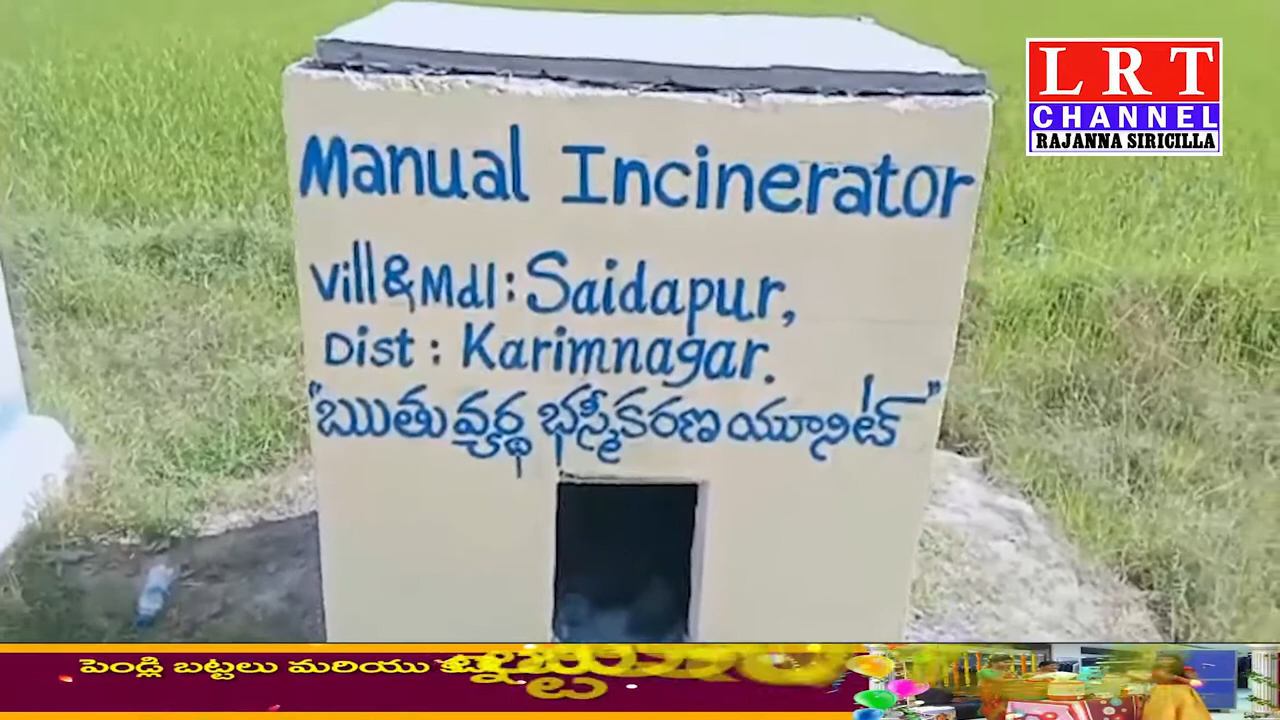 Manual Incinerator
Vill&Mdl: Saidapur,
Dist: Karimnagar.
"ఋతు వ్యర్థ భస్మీకరణ యూనిట్"
LRT
CHANNEL
RAJANNA SIRICILLA
పెండ్లి బట్టలు మరియు